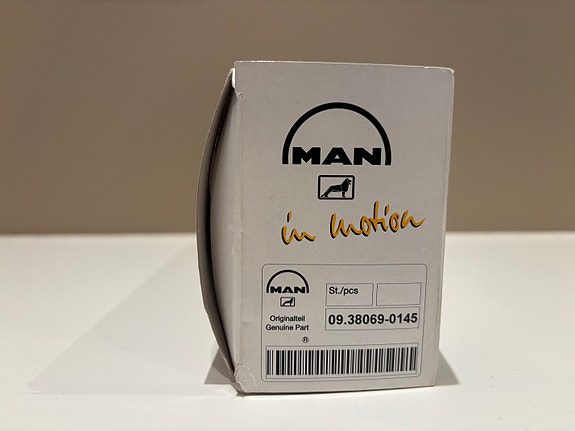 MAN
in motion
MAN
St./pcs
Originalteil
Genuine Part
09.38069-0145
®